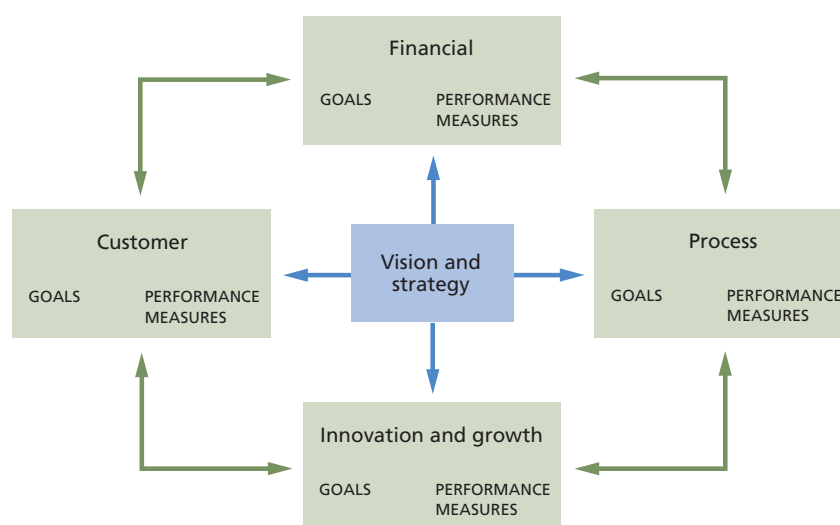 Financial
GOALS PERFORMANCE
MEASURES
Customer
GOALS PERFORMANCE
MEASURES
Vision and
strategy
Process
GOALS PERFORMANCE
MEASURES
Innovation and growth
GOALS PERFORMANCE
MEASURES